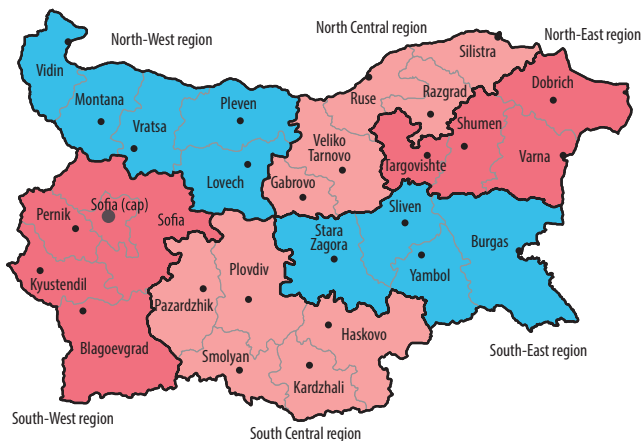 North-West region
North Central region
North-East region
Silistra
Vidin
Dobrich
Montana
Pleven
Ruse
Razgrad
Vratsa
Shumen
Veliko
Tarnovo
Varna
Targovishte
Lovech
Gabrovo
Sofia (cap)
Pernik
Sofia
Sliven
Stara
Zagora
Burgas
Plovdiv
Yambol
Kyustendil
Pazardzhik
Haskovo
Blagoevgrad
Smolyan
South-East region
Kardzhali
South-West region
South Central region